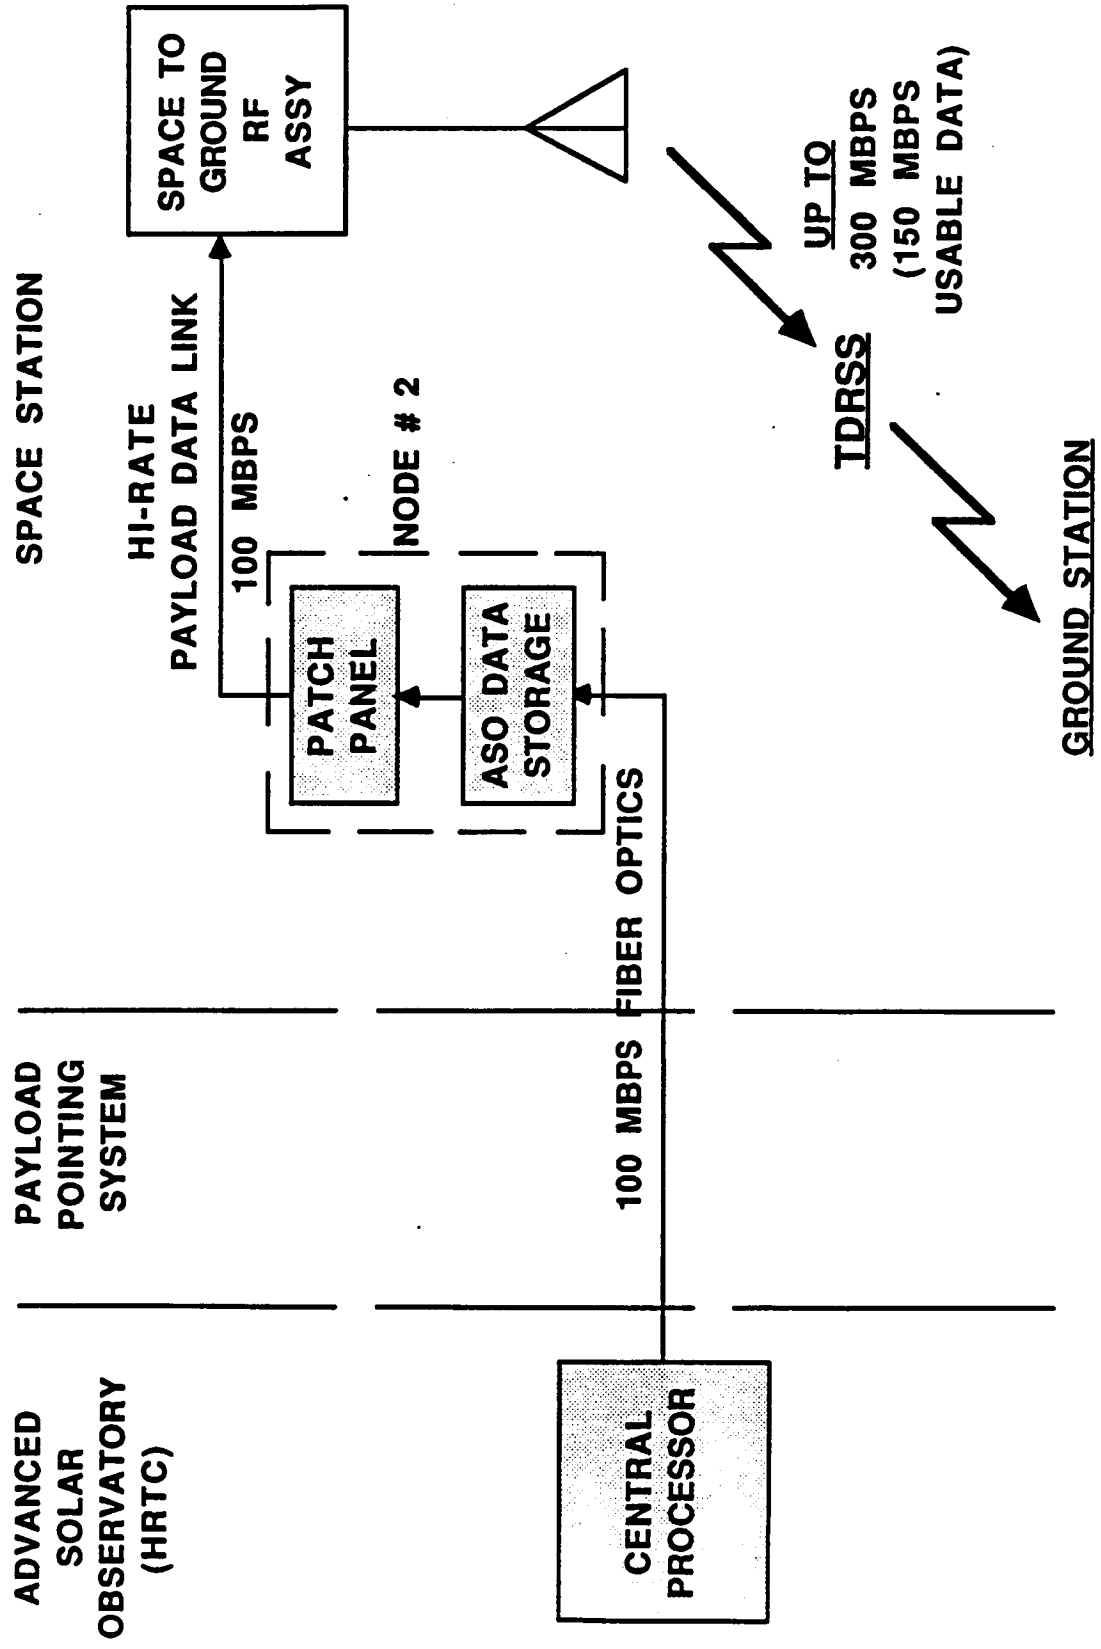 ADVANCED
SOLAR
OBSERVATORY
(HRTC)
PAYLOAD
POINTING
SYSTEM
SPACE STATION
CENTRAL
PROCESSOR
100 MBPS FIBER OPTICS
PATCH
PANEL
ASO DATA
STORAGE
NODE # 2
HI-RATE
PAYLOAD DATA LINK
100 MBPS
SPACE TO
GROUND
RF
ASSY
UP TO
300 MBPS
(150 MBPS
USABLE DATA)
TDRSS
GROUND STATION